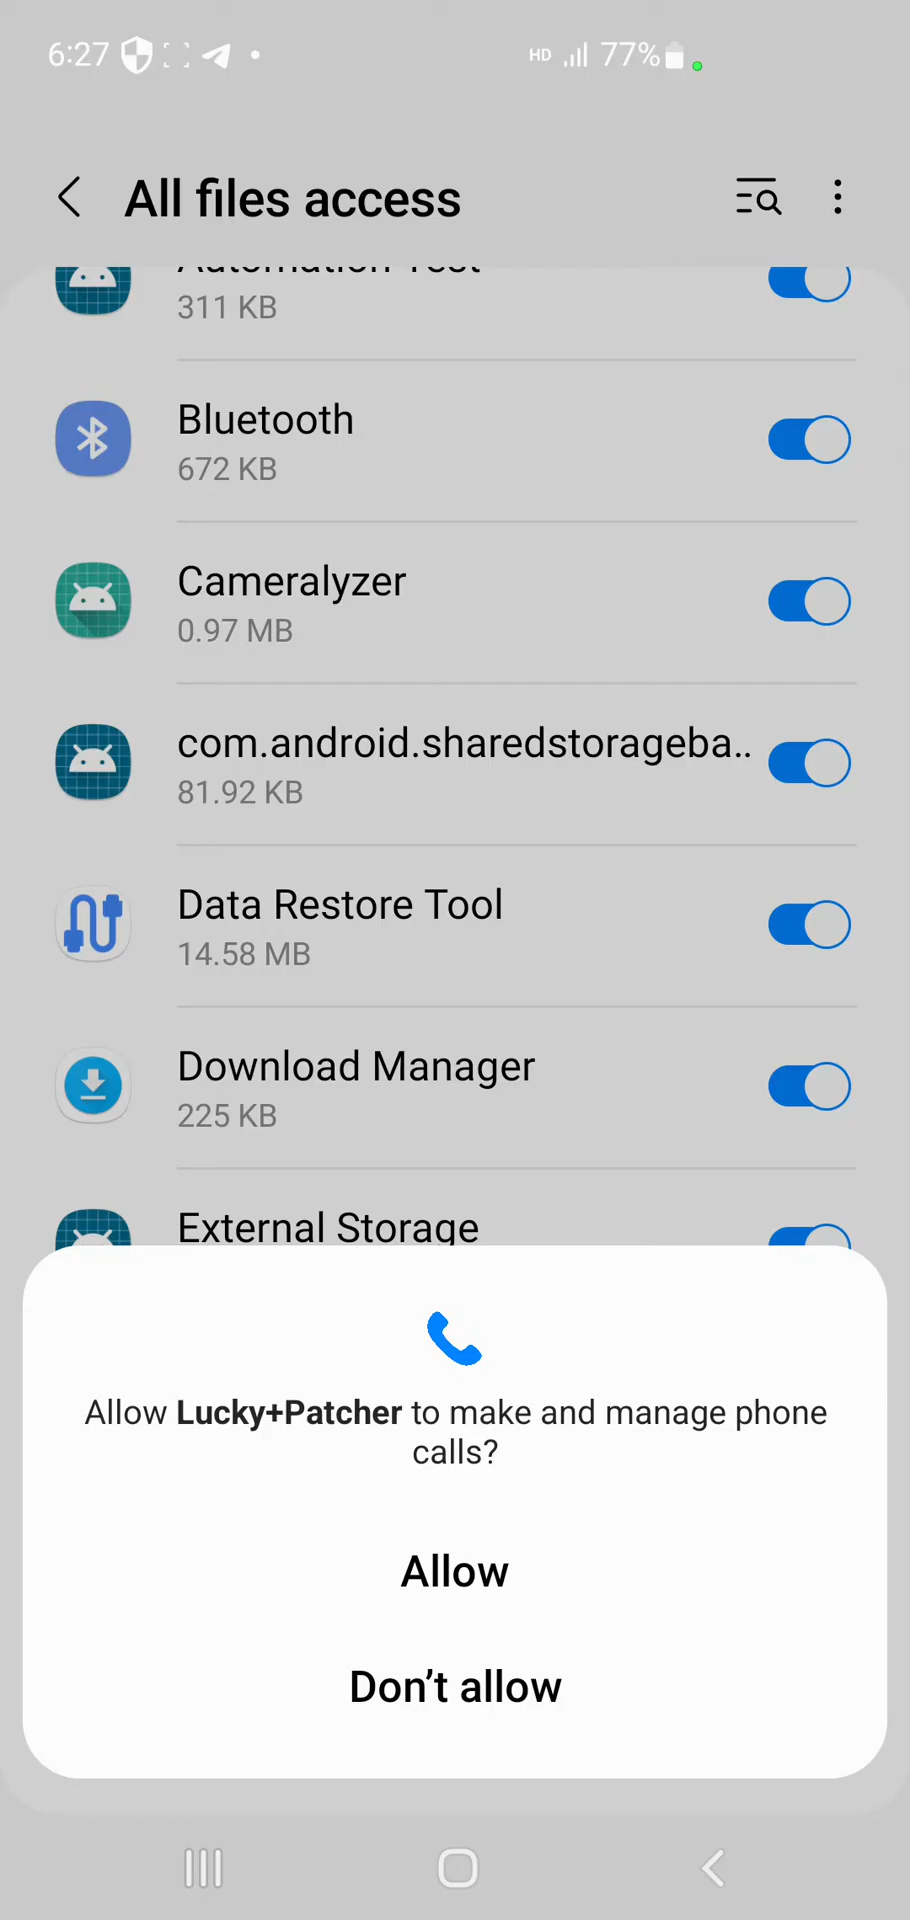 6:27
HD 77%
All files access
Automation Test
311 KB
Bluetooth
672 KB
Cameralyzer
0.97 MB
com.android.sharedstorageba..
81.92 KB
Data Restore Tool
14.58 MB
Download Manager
225 KB
External Storage
Allow Lucky+Patcher to make and manage phone
calls?
Allow
Don’t allow